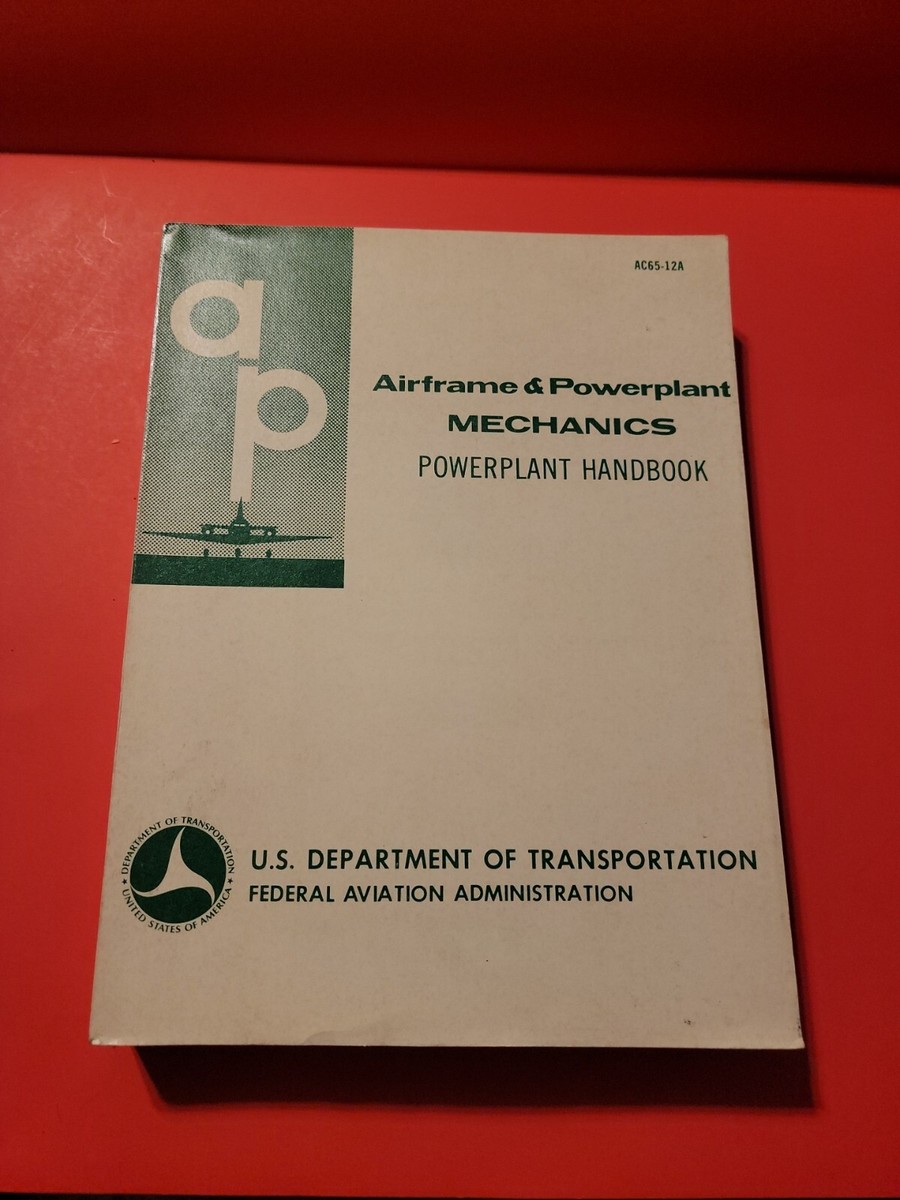 AC65-12A
a
p
Airframe & Powerplant
MECHANICS
POWERPLANT HANDBOOK
DEPARTMENT OF TRANSPORTATION
UNITED STATES OF AMERICA
U.S. DEPARTMENT OF TRANSPORTATION
FEDERAL AVIATION ADMINISTRATION